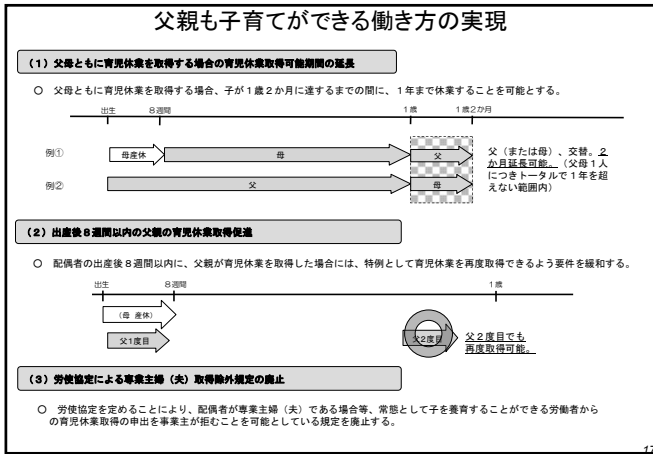 父親も子育てができる働き方の実現
（１）父母ともに育児休業を取得する場合の育児休業取得可能期間の延長
○ 父母ともに育児休業を取得する場合、子が１歳２か月に達するまでの間に、１年まで休業することを可能とする。
出生 ８週間 １歳 １歳２か月
例① 母産休 母 父
例② 父 母
父（または母）、交替。２
か月延長可能。（父母１人
につきトータルで１年を超
えない範囲内）
（２）出産後８週間以内の父親の育児休業取得促進
○ 配偶者の出産後８週間以内に、父親が育児休業を取得した場合には、特例として育児休業を再度取得できるよう要件を緩和する。
出生 ８週間 １歳
（母 産休）
父1度目 父2度目
父２度目でも
再度取得可能。
（３）労使協定による専業主婦（夫）取得除外規定の廃止
○ 労使協定を定めることにより、配偶者が専業主婦（夫）である場合等、常態として子を養育することができる労働者から
の育児休業取得の申出を事業主が拒むことを可能としている規定を廃止する。
17